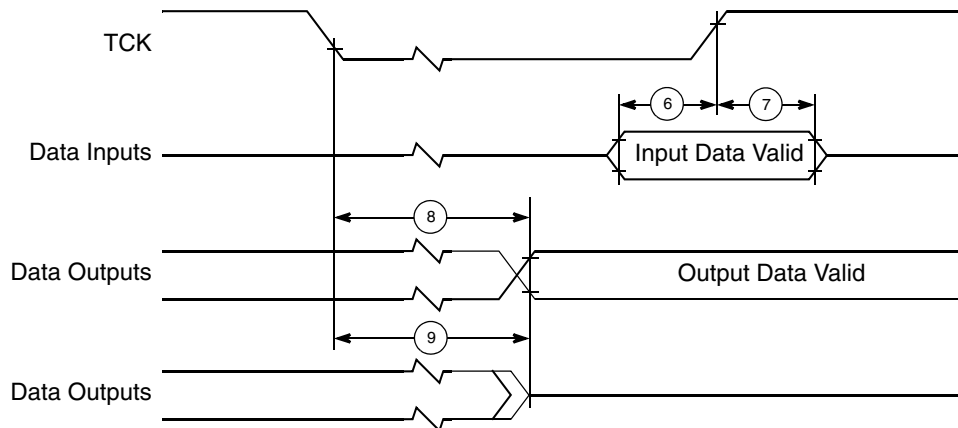 TCK
6
7
Data Inputs
Input Data Valid
8
Data Outputs
Output Data Valid
9
Data Outputs